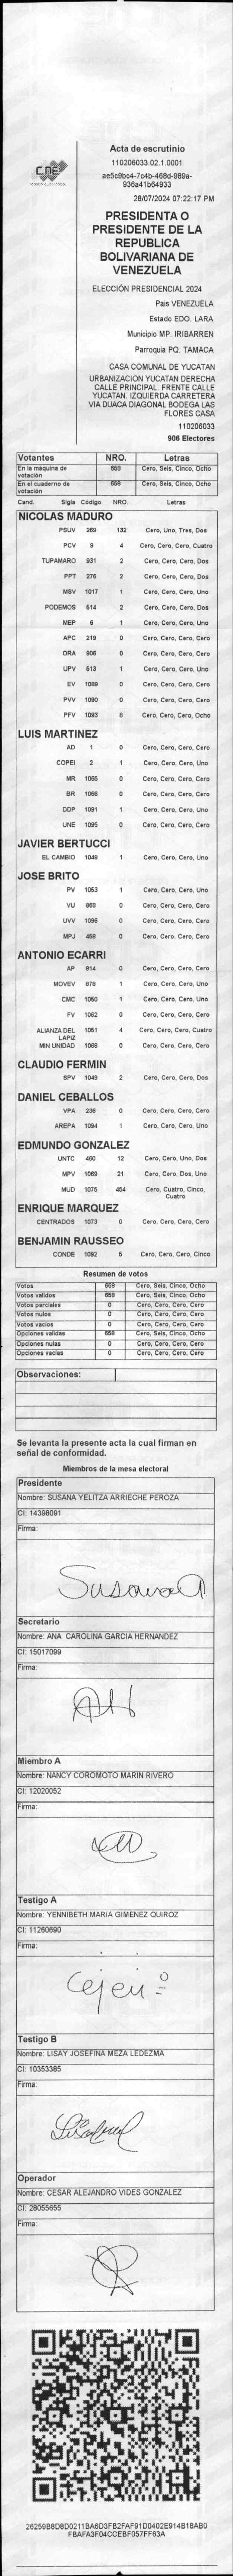 CNE
Acta de escrutinio
110206033.02.1.0001
ae5c9bc4-7c4b-468d-989a-
936a41b64933
28/07/2024 07:22:17 PM
PRESIDENTA O
PRESIDENTE DE LA
REPUBLICA
BOLIVARIANA DE
VENEZUELA
ELECCIÓN PRESIDENCIAL 2024
Pais VENEZUELA
Estado EDO. LARA
Municipio MP. IRIBARREN
Parroquia PQ. TAMACA
CASA COMUNAL DE YUCATAN
URBANIZACION YUCATAN DERECHA
CALLE PRINCIPAL. FRENTE CALLE
YUCATAN. IZQUIERDA CARRETERA
VIA DUACA DIAGONAL BODEGA LAS
FLORES CASA
110206033
906 Electores
Votantes NRO. Letras
En la máquina de votación 658 Cero, Seis, Cinco, Ocho
En el cuaderno de votación 658 Cero, Seis, Cinco, Ocho
Cand. Sigla Código NRO. Letras
NICOLAS MADURO
PSUV 269 132 Cero, Uno, Tres, Dos
PCV 9 4 Cero, Cero, Cero, Cuatro
TUPAMARO 931 2 Cero, Cero, Cero, Dos
PPT 276 2 Cero, Cero, Cero, Dos
MSV 1017 1 Cero, Cero, Cero, Uno
PODEMOS 514 2 Cero, Cero, Cero, Dos
MEP 6 1 Cero, Cero, Cero, Uno
APC 219 0 Cero, Cero, Cero, Cero
ORA 906 0 Cero, Cero, Cero, Cero
UPV 513 1 Cero, Cero, Cero, Uno
EV 1089 0 Cero, Cero, Cero, Cero
PVV 1090 0 Cero, Cero, Cero, Cero
PFV 1093 8 Cero, Cero, Cero, Ocho
LUIS MARTINEZ
AD 1 0 Cero, Cero, Cero, Cero
COPEI 2 1 Cero, Cero, Cero, Uno
MR 1065 0 Cero, Cero, Cero, Cero
BR 1066 0 Cero, Cero, Cero, Cero
DDP 1091 1 Cero, Cero, Cero, Uno
UNE 1095 0 Cero, Cero, Cero, Cero
JAVIER BERTUCCI
EL CAMBIO 1049 1 Cero, Cero, Cero, Uno
JOSE BRITO
PV 1053 1 Cero, Cero, Cero, Uno
VU 968 0 Cero, Cero, Cero, Cero
UVV 1096 0 Cero, Cero, Cero, Cero
MPJ 458 0 Cero, Cero, Cero, Cero
ANTONIO ECARRI
AP 914 0 Cero, Cero, Cero, Cero
MOVEV 879 1 Cero, Cero, Cero, Uno
CMC 1050 1 Cero, Cero, Cero, Uno
FV 1062 0 Cero, Cero, Cero, Cero
ALIANZA DEL LAPIZ 1051 4 Cero, Cero, Cero, Cuatro
MIN UNIDAD 1068 0 Cero, Cero, Cero, Cero
CLAUDIO FERMIN
SPV 1048 2 Cero, Cero, Cero, Dos
DANIEL CEBALLOS
VPA 236 0 Cero, Cero, Cero, Cero
AREPA 1094 1 Cero, Cero, Cero, Uno
EDMUNDO GONZALEZ
UNTC 460 12 Cero, Cero, Uno, Dos
MPV 1069 21 Cero, Cero, Dos, Uno
MUD 1075 454 Cero, Cuatro, Cinco, Cuatro
ENRIQUE MARQUEZ
CENTRADOS 1073 0 Cero, Cero, Cero, Cero
BENJAMIN RAUSSEO
CONDE 1092 5 Cero, Cero, Cero, Cinco
Resumen de votos
Votos 658 Cero, Seis, Cinco, Ocho
Votos validos 658 Cero, Seis, Cinco, Ocho
Votos parciales 0 Cero, Cero, Cero, Cero
Votos nulos 0 Cero, Cero, Cero, Cero
Votos vacios 0 Cero, Cero, Cero, Cero
Opciones validas 658 Cero, Seis, Cinco, Ocho
Opciones nulas 0 Cero, Cero, Cero, Cero
Opciones vacias 0 Cero, Cero, Cero, Cero
Observaciones:
Se levanta la presente acta la cual firman en
señal de conformidad.
Miembros de la mesa electoral
Presidente
Nombre: SUSANA YELITZA ARRIECHE PEROZA
CI: 14398091
Firma:
Secretario
Nombre: ANA CAROLINA GARCIA HERNANDEZ
CI: 15017099
Firma:
Miembro A
Nombre: NANCY COROMOTO MARIN RIVERO
CI: 12020052
Firma:
Testigo A
Nombre: YENNIBETH MARIA GIMENEZ QUIROZ
CI: 11260690
Firma:
Testigo B
Nombre: LISAY JOSEFINA MEZA LEDEZMA
CI: 10353385
Firma:
Operador
Nombre: CESAR ALEJANDRO VIDES GONZALEZ
CI: 28055655
Firma:
26259B8D8D0211BA6D3FB2FAF91D0402E914B18AB0
FBAFA3F04CCEBF057FF63A